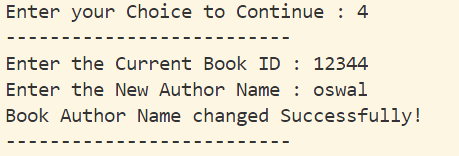 Enter your Choice to Continue : 4
--------------------------
Enter the Current Book ID : 12344
Enter the New Author Name : oswal
Book Author Name changed Successfully!
--------------------------